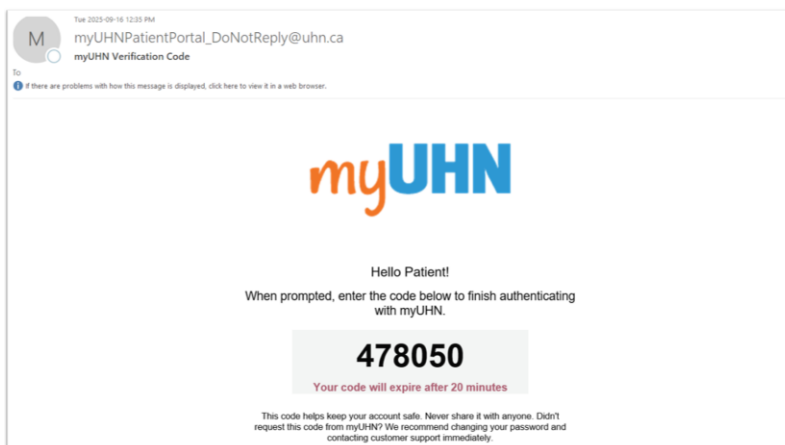 Tue 2025-09-16 12:35 PM
M
myUHNPatientPortal_DoNotReply@uhn.ca
myUHN Verification Code
To
If there are problems with how this message is displayed, click here to view it in a web browser.
myUHN
Hello Patient!
When prompted, enter the code below to finish authenticating
with myUHN.
478050
Your code will expire after 20 minutes
This code helps keep your account safe. Never share it with anyone. Didn't
request this code from myUHN? We recommend changing your password and
contacting customer support immediately.